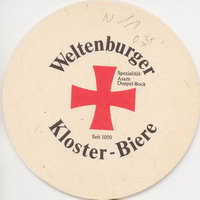 Weltenburger
Spezialität:
Asam
Doppel-Bock
Seit 1050
Kloster-Biere